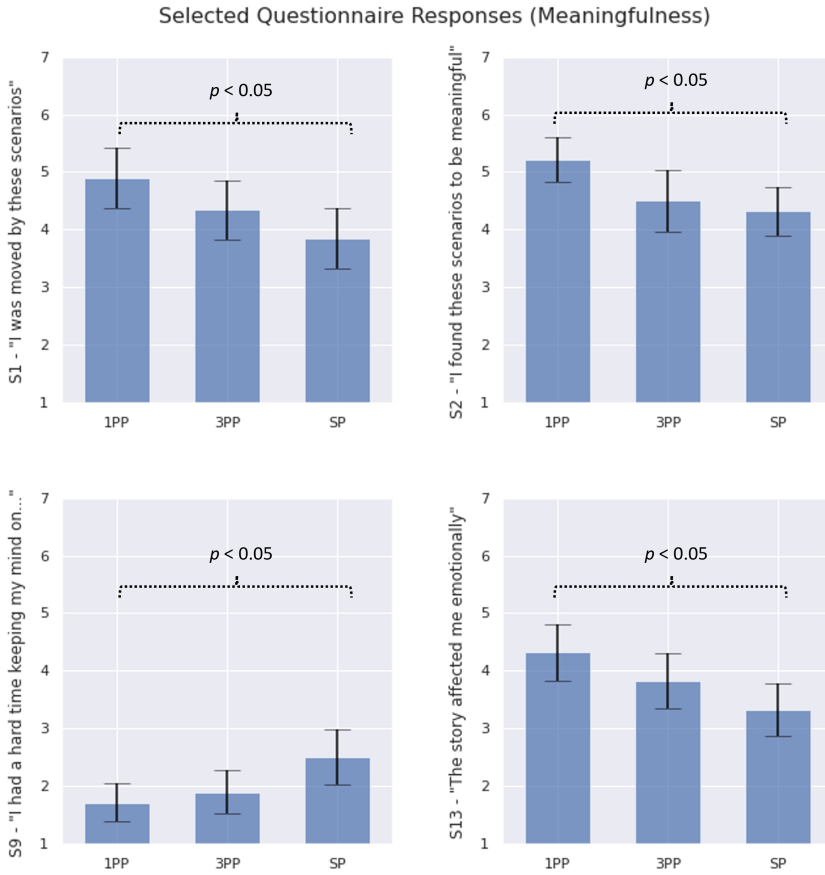 Selected Questionnaire Responses (Meaningfulness)
S1 - "I was moved by these scenarios"
7
6
5
4
3
2
1
p < 0.05
1PP 3PP SP
S2 - "I found these scenarios to be meaningful"
7
6
5
4
3
2
1
p < 0.05
1PP 3PP SP
S9 - "I had a hard time keeping my mind on..."
7
6
5
4
3
2
1
p < 0.05
1PP 3PP SP
S13 - "The story affected me emotionally"
7
6
5
4
3
2
1
p < 0.05
1PP 3PP SP